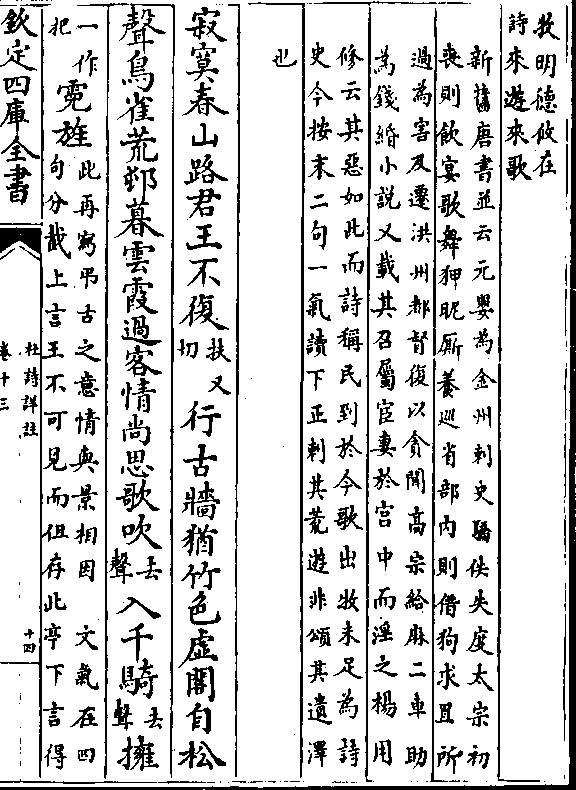 牧明德攸在
詩來遊來歌
新舊唐書並云元嬰為金州刺史驕佚失度太宗初
喪則飲宴歌舞狎昵厮養廵省部內則借狗求罝所
過為害及遷洪州都督復以貪聞高宗給麻二車助
為錢緡小說又載其召屬宦妻於宫中而淫之楊用
修云其惡如此而詩稱民到於今歌出牧未足為詩
史今按末二句一氣讀下正刺其荒遊非頌其遺澤
也
寂寞春山路君王不復扶又切行古牆猶竹色虛閣自松
聲鳥雀荒邨暮雲霞過客情尚思歌吹去聲入千騎去聲擁
一作把霓旌此再寫弔古之意情與景相因 文氣在四
句分截上言王不可見而但存此亭下言得
欽定四庫全書
杜詩詳註
卷十三
十四